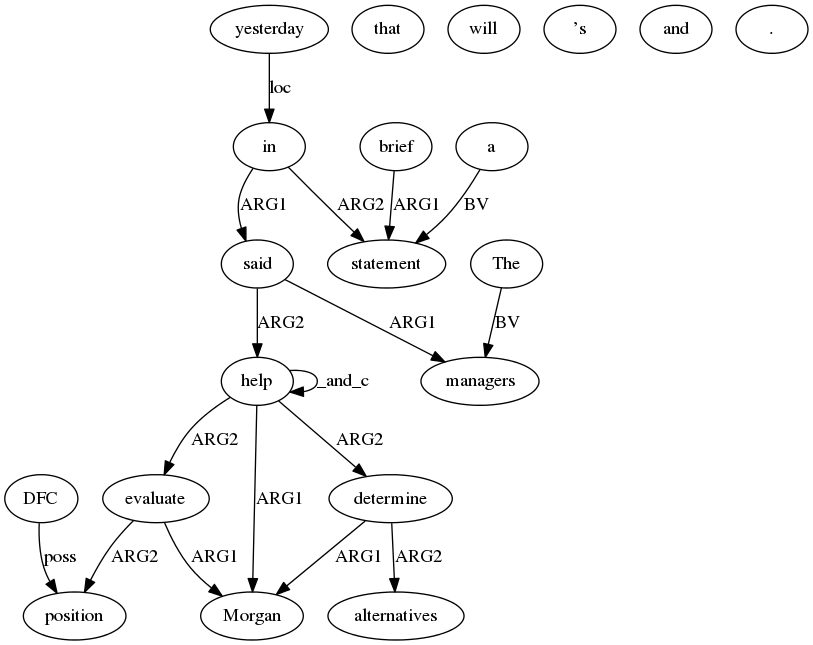 yesterday that will ’s and .
loc
in brief a
ARG1 ARG2 ARG1 BV
said statement The
ARG2 ARG1 BV
help _and_c managers
ARG2 ARG2
DFC evaluate ARG1 determine
poss ARG2 ARG1 ARG1 ARG2
position Morgan alternatives